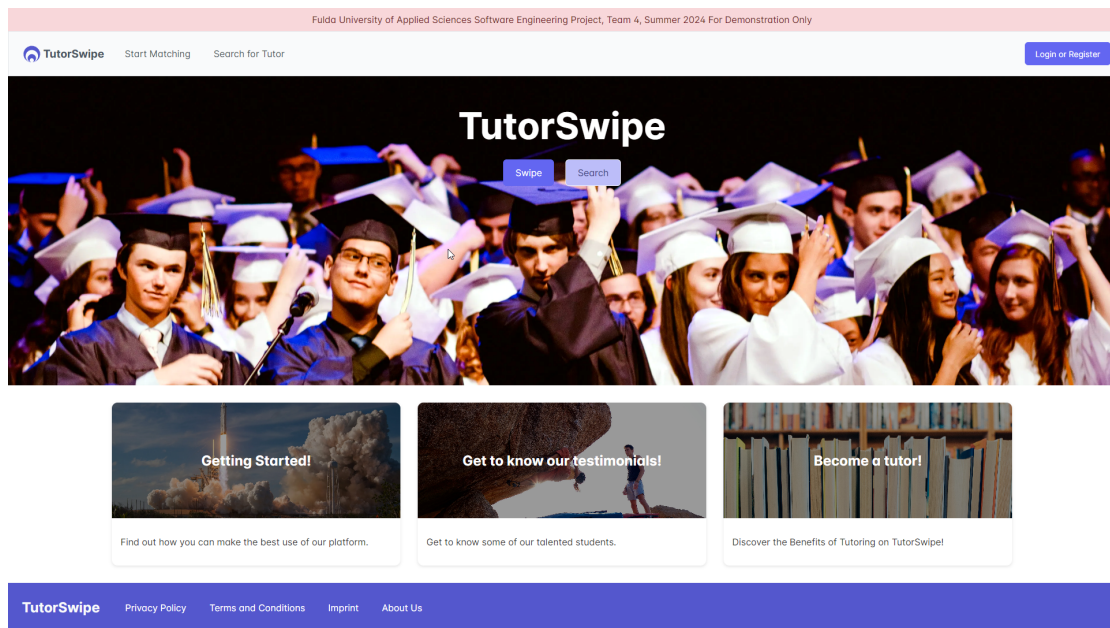 Fulda University of Applied Sciences Software Engineering Project, Team 4, Summer 2024 For Demonstration Only
TutorSwipe Start Matching Search for Tutor Login or Register
TutorSwipe
Swipe Search
Getting Started! Get to know our testimonials! Become a tutor!
Find out how you can make the best use of our platform. Get to know some of our talented students. Discover the Benefits of Tutoring on TutorSwipe!
TutorSwipe Privacy Policy Terms and Conditions Imprint About Us